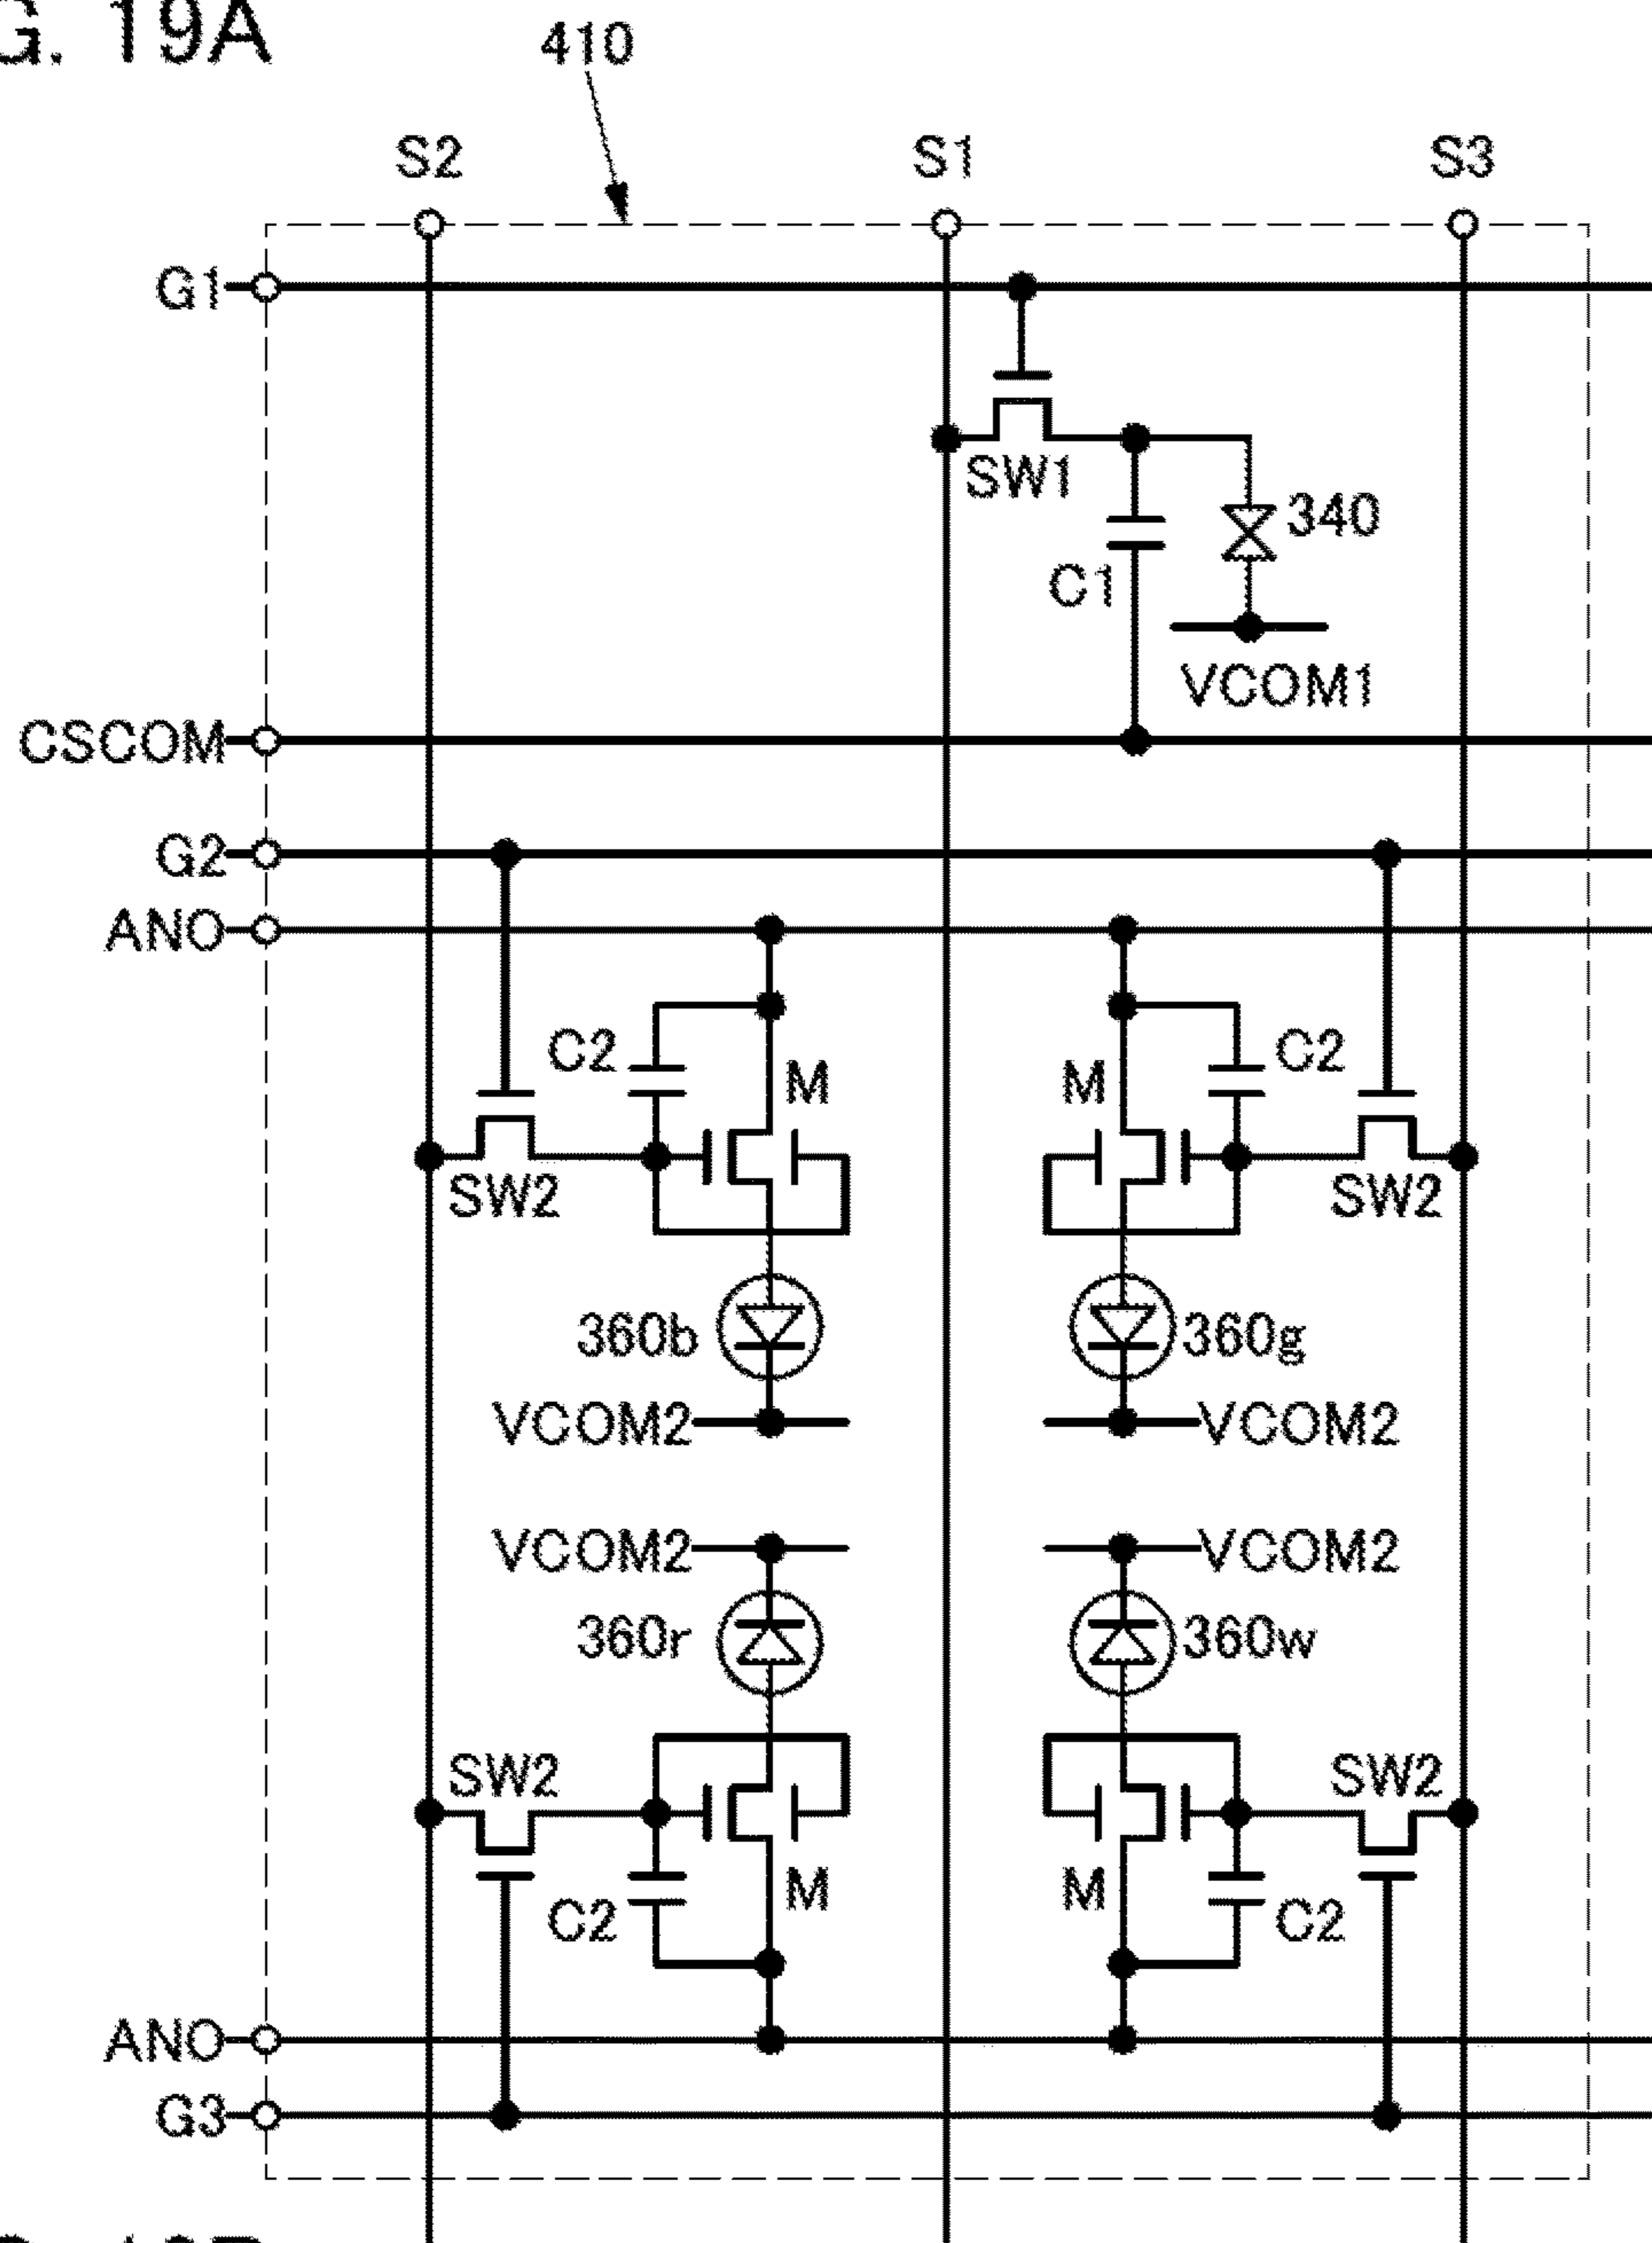 G. 19A
410
S2 S1 S3
G1
SW1
340
C1
VCOM1
CSCOM
G2
ANO
C2 M M C2
SW2 SW2
360b 360g
VCOM2 VCOM2
VCOM2 VCOM2
360r 360w
SW2 SW2
C2 M M C2
ANO
G3